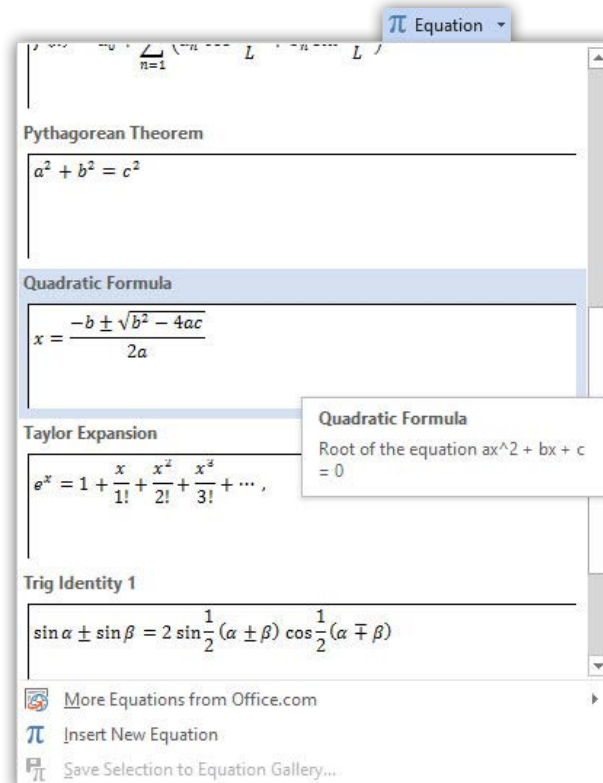 π Equation
n=1
L
L
Pythagorean Theorem
a² + b² = c²
Quadratic Formula
x = (-b ± √(b² − 4ac)) / 2a
Quadratic Formula
Root of the equation ax^2 + bx + c
= 0
Taylor Expansion
eˣ = 1 + x/1! + x²/2! + x³/3! + ⋯ ,
Trig Identity 1
sin α ± sin β = 2 sin 1/2 (α ± β) cos 1/2 (α ∓ β)
More Equations from Office.com
π Insert New Equation
Save Selection to Equation Gallery...